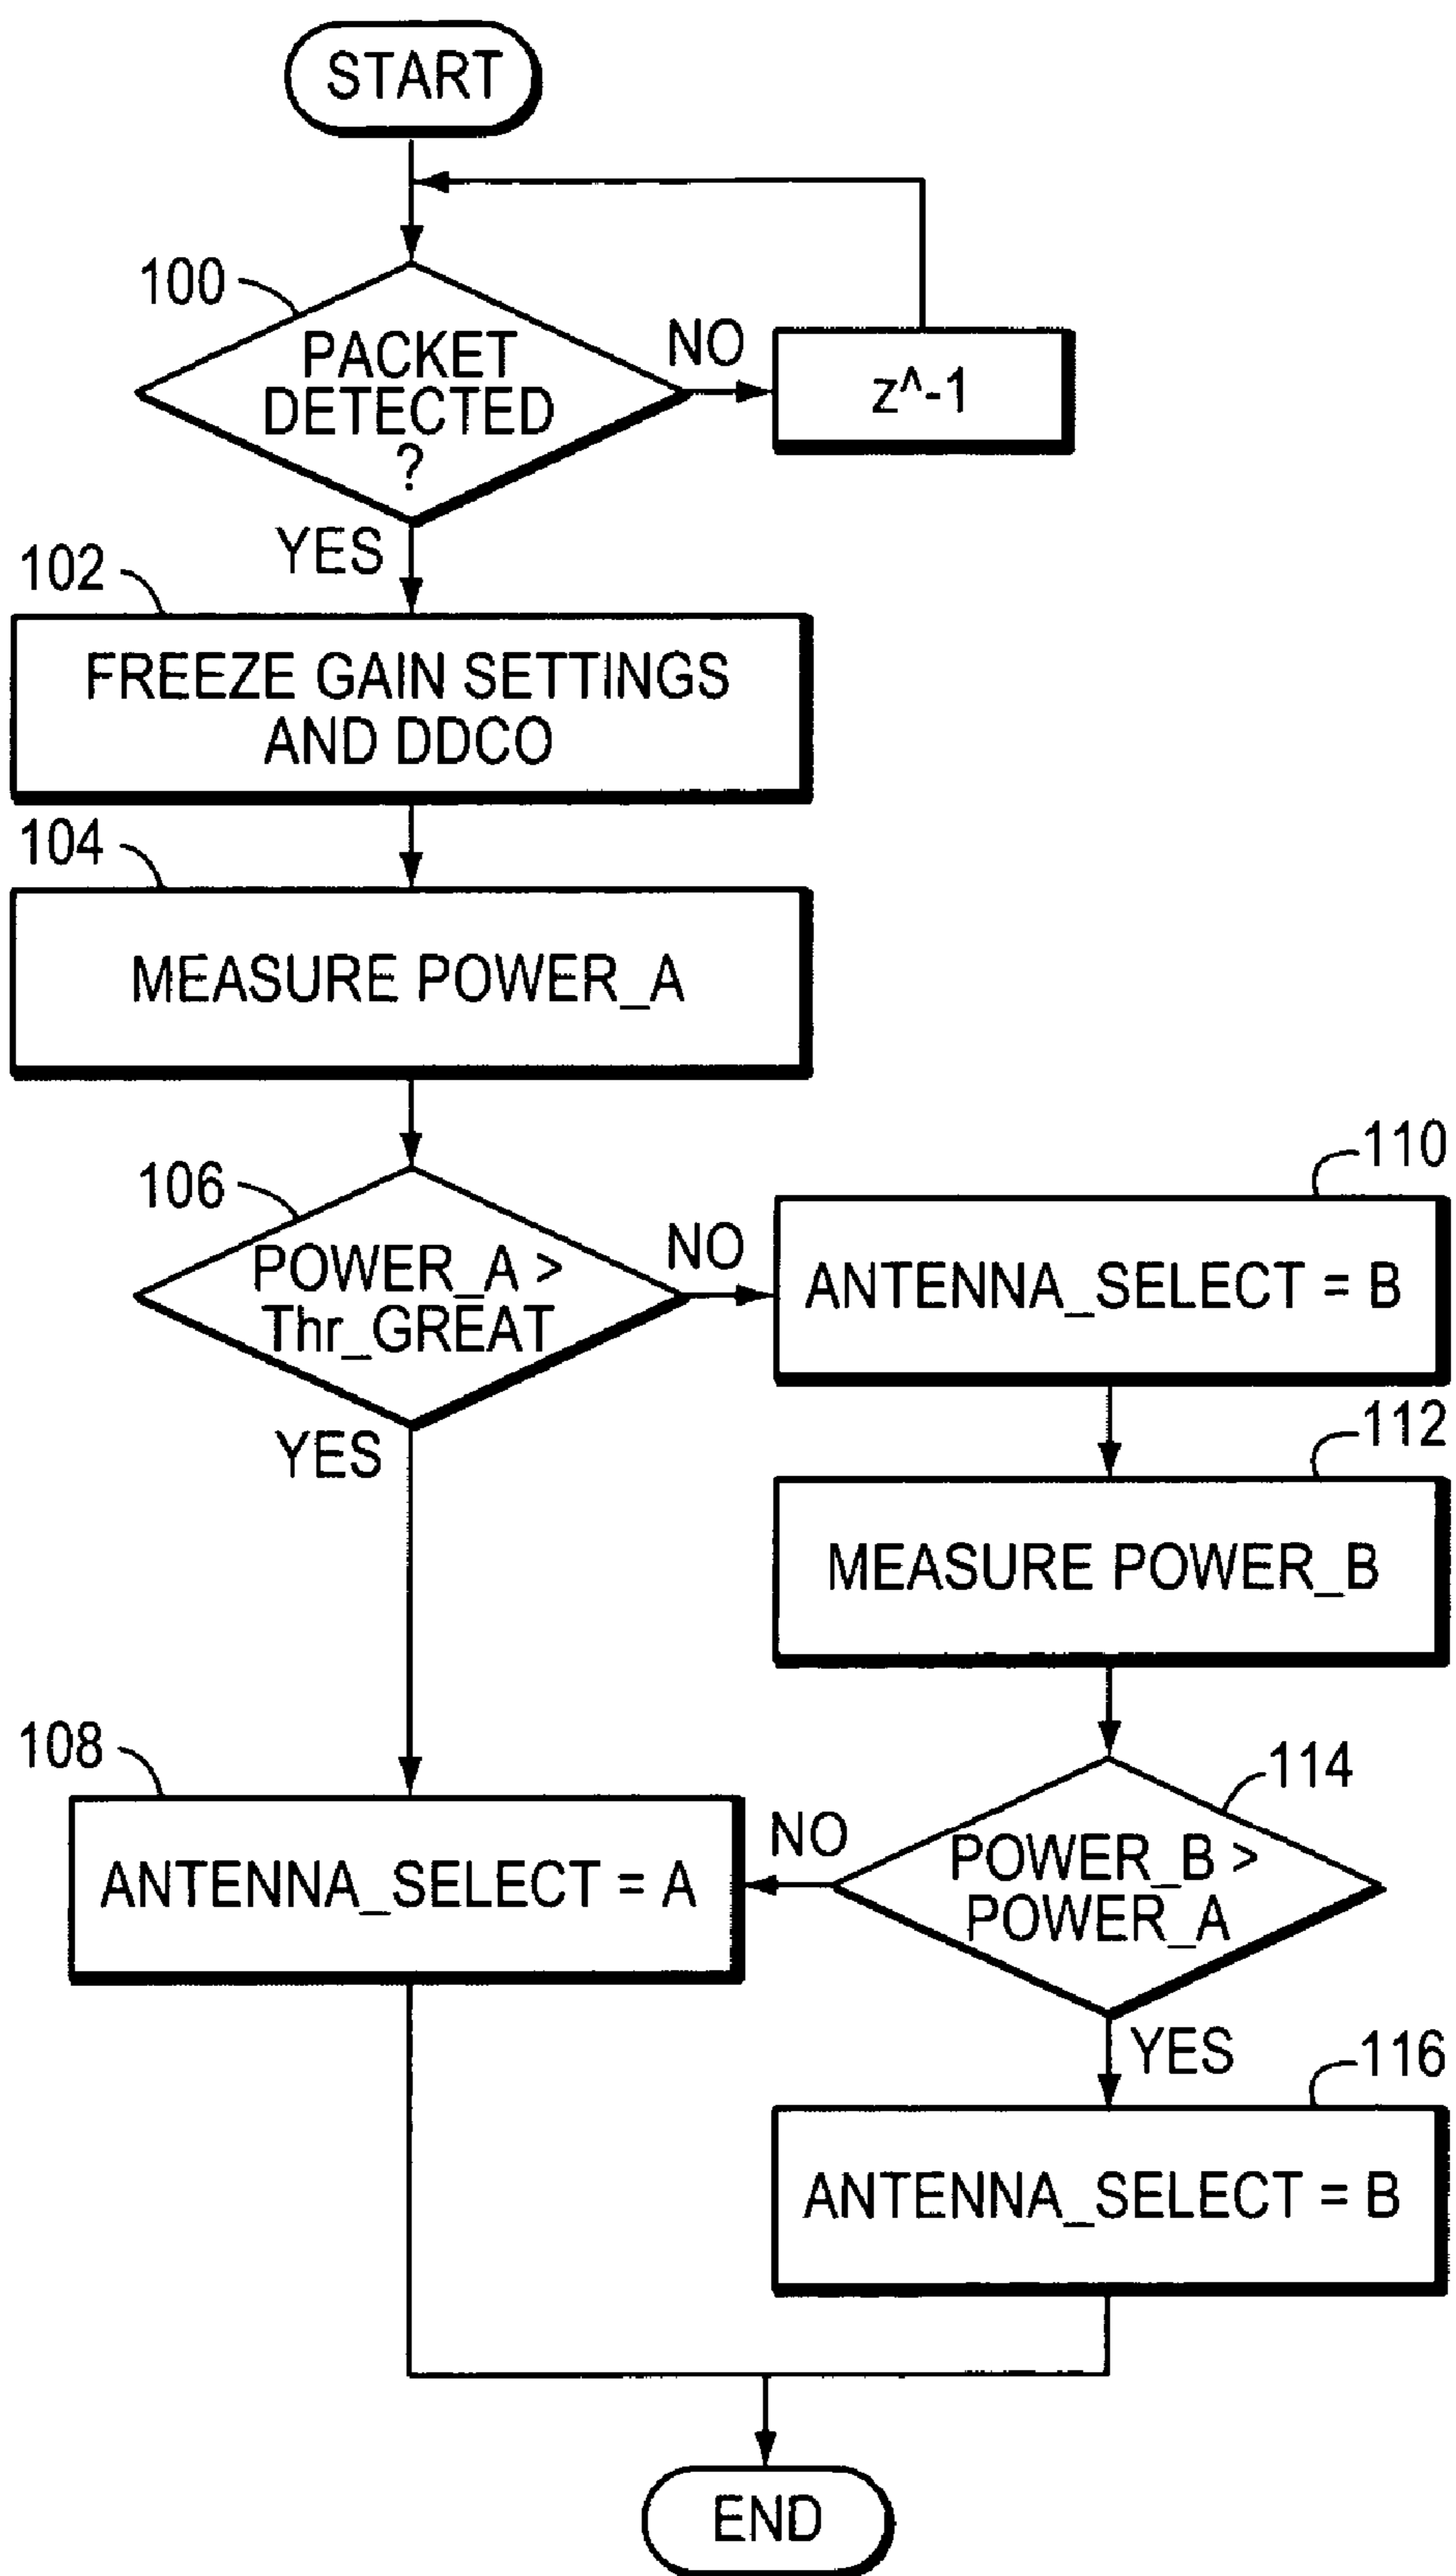 START
100
PACKET
DETECTED
?
NO
z^-1
YES
102
FREEZE GAIN SETTINGS
AND DDCO
104
MEASURE POWER_A
106
POWER_A >
Thr_GREAT
NO
110
ANTENNA_SELECT = B
YES
112
MEASURE POWER_B
108
ANTENNA_SELECT = A
NO
114
POWER_B >
POWER_A
YES
116
ANTENNA_SELECT = B
END